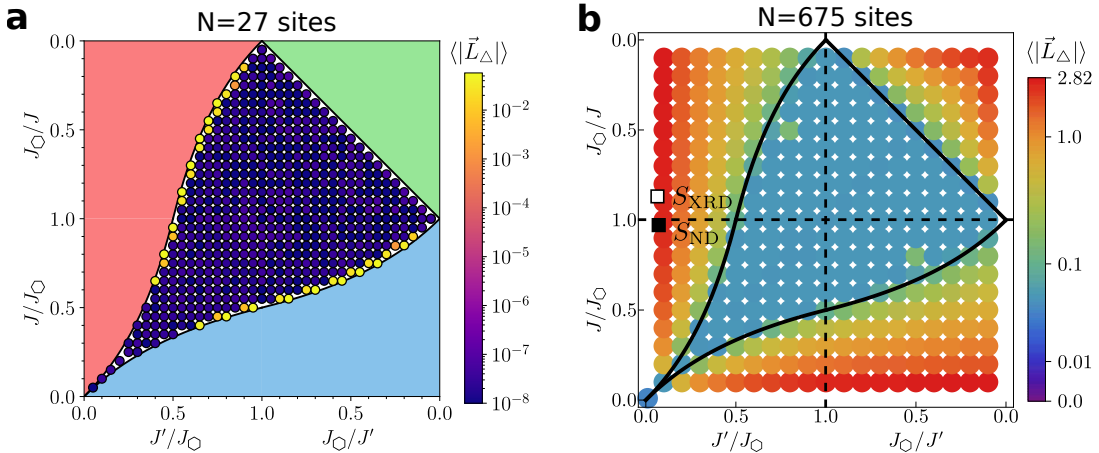 a
N=27 sites
⟨|L⃗△|⟩
0.0
0.5
1.0
0.5
0.0
J⬡/J
J/J⬡
0.0
0.5
1.0
0.5
0.0
J′/J⬡
J⬡/J′
10⁻²
10⁻³
10⁻⁴
10⁻⁵
10⁻⁶
10⁻⁷
10⁻⁸
b
N=675 sites
⟨|L⃗△|⟩
0.0
0.5
1.0
0.5
0.0
J⬡/J
J/J⬡
S_XRD
S_ND
0.0
0.5
1.0
0.5
0.0
J′/J⬡
J⬡/J′
2.82
1.0
0.1
0.01
0.0